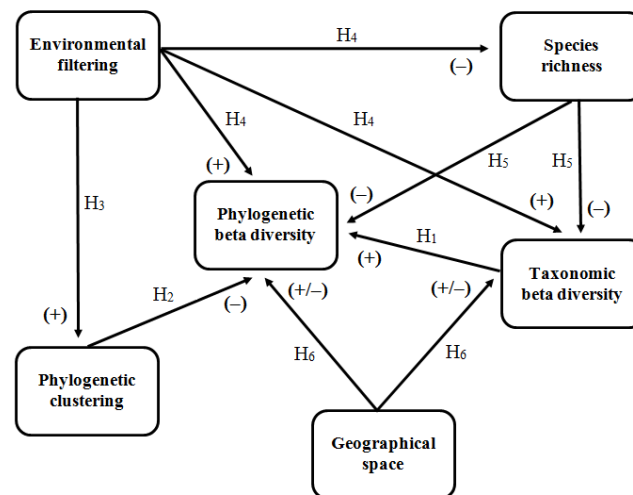 Environmental
filtering
H4
(–)
Species
richness
H4
H4
H5
H5
(+)
(–)
(+)
(–)
H3
Phylogenetic
beta diversity
H1
(+)
Taxonomic
beta diversity
(+)
H2
(–)
(+/–)
(+/–)
H6
H6
Phylogenetic
clustering
Geographical
space